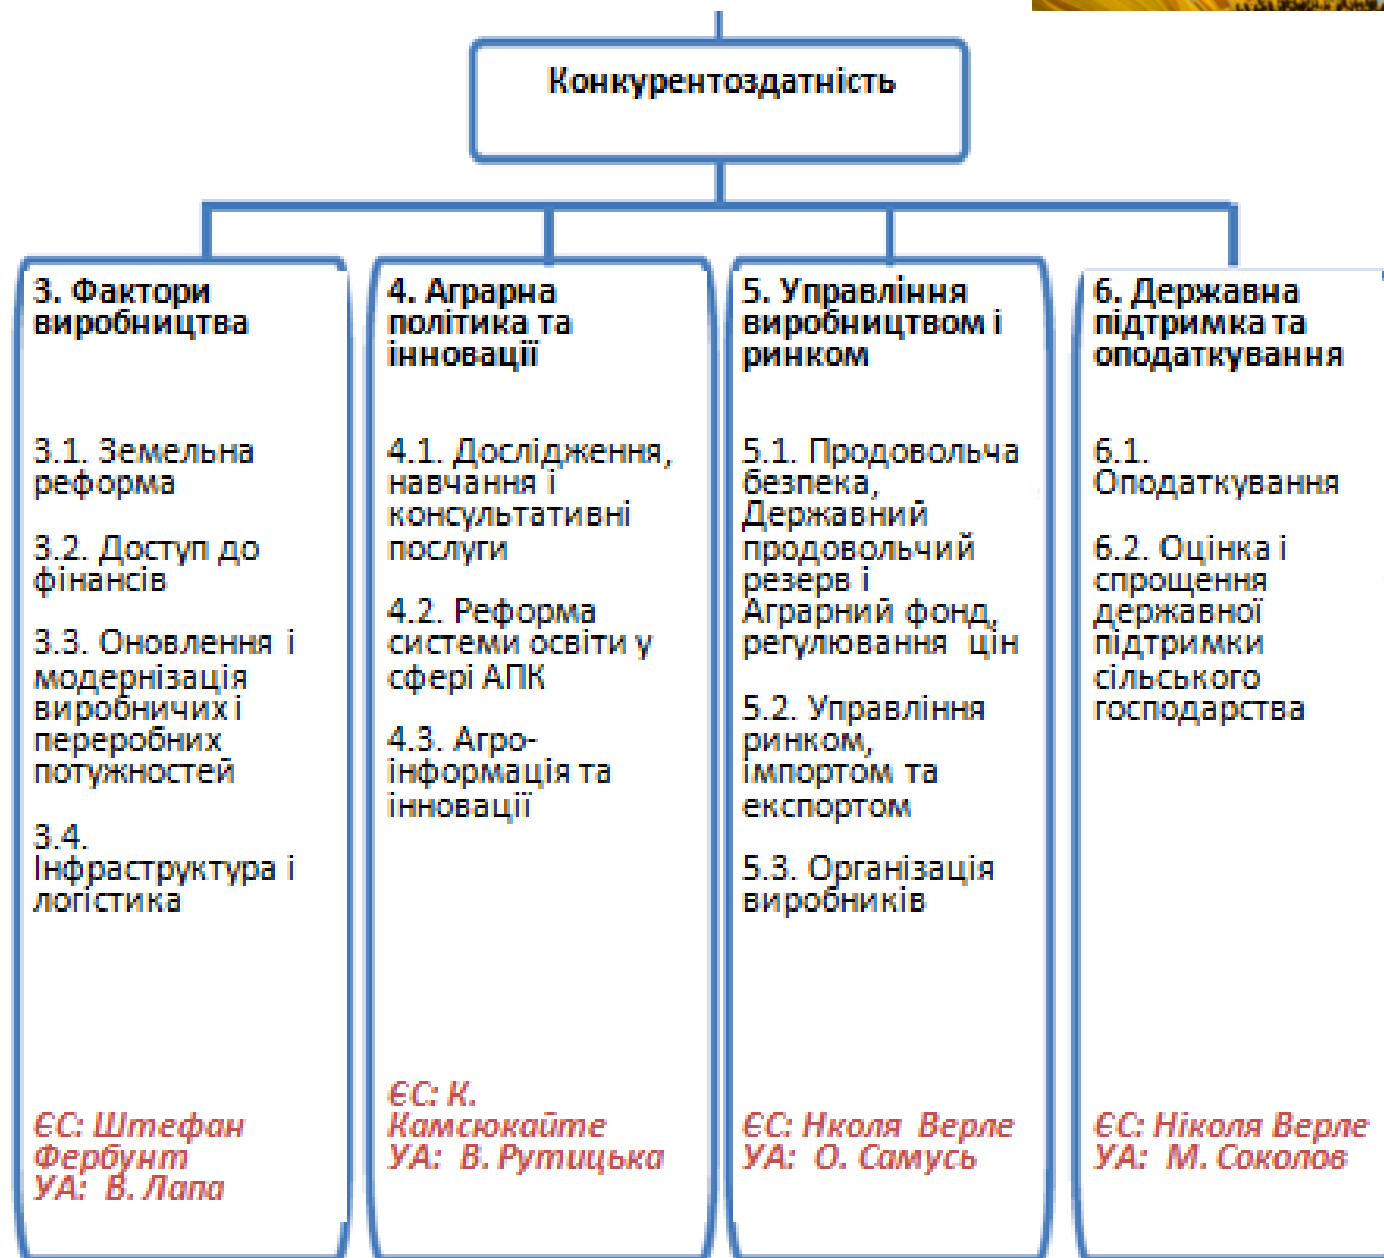 Конкурентоздатність
3. Фактори
виробництва
3.1. Земельна
реформа
3.2. Доступ до
фінансів
3.3. Оновлення і
модернізація
виробничих і
переробних
потужностей
3.4.
Інфраструктура і
логістика
ЄС: Штефан
Фербунт
УА: В. Лапа
4. Аграрна
політика та
інновації
4.1. Дослідження,
навчання і
консультативні
послуги
4.2. Реформа
системи освіти у
сфері АПК
4.3. Агро-
інформація та
інновації
ЄС: К.
Камсюкайте
УА: В. Рутицька
5. Управління
виробництвом і
ринком
5.1. Продовольча
безпека,
Державний
продовольчий
резерв і
Аграрний фонд,
регулювання цін
5.2. Управління
ринком,
імпортом та
експортом
5.3. Організація
виробників
ЄС: Нколя Верле
УА: О. Самусь
6. Державна
підтримка та
оподаткування
6.1.
Оподаткування
6.2. Оцінка і
спрощення
державної
підтримки
сільського
господарства
ЄС: Ніколя Верле
УА: М. Соколов